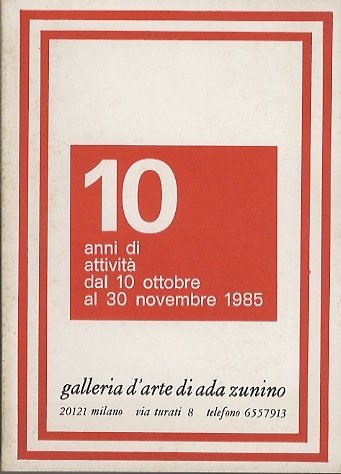 10
anni di
attività
dal 10 ottobre
al 30 novembre 1985
galleria d'arte di ada zunino
20121 milano via turati 8 telefono 6557913